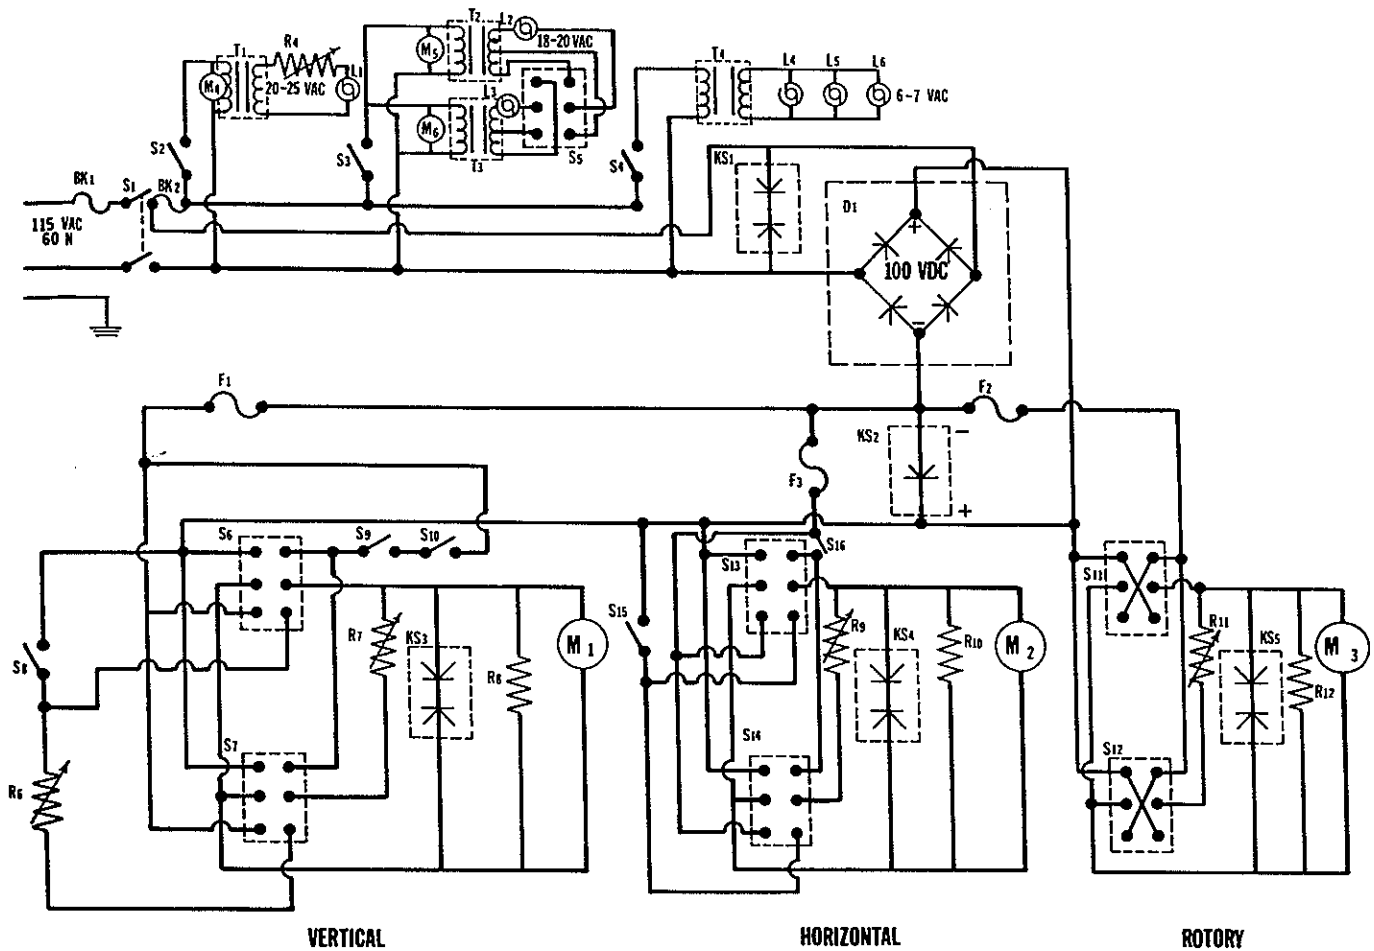 T1
R4
L1
M4
20-25 VAC
T2
L2
M5
18-20 VAC
L3
M6
T3
S5
T4
L4
L5
L6
6-7 VAC
S2
S3
S4
BK1
S1
BK2
115 VAC
60 N
KS1
D1
+
100 VDC
-
F1
F2
KS2
-
+
F3
S6
S9
S10
S13
S16
S11
S8
R7
KS3
R8
M 1
S15
R9
KS4
R10
M 2
R11
KS5
R12
M 3
R6
S7
S14
S12
VERTICAL
HORIZONTAL
ROTORY